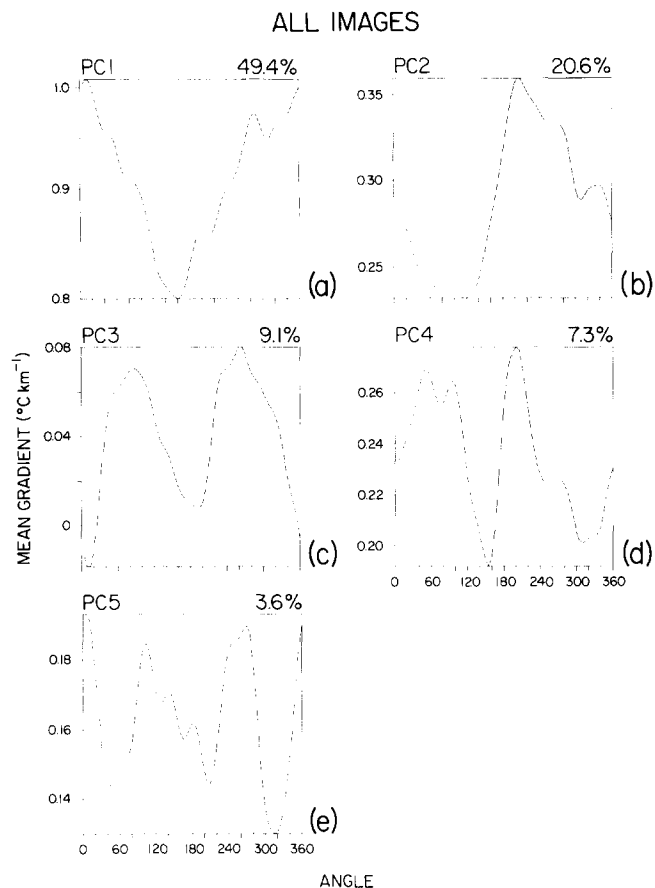 ALL IMAGES
PC1 49.4%
1.0
0.9
0.8
(a)
PC2 20.6%
0.35
0.30
0.25
(b)
PC3 9.1%
0.08
0.04
0
(c)
PC4 7.3%
0.26
0.24
0.22
0.20
(d)
0 60 120 180 240 300 360
PC5 3.6%
0.18
0.16
0.14
(e)
0 60 120 180 240 300 360
MEAN GRADIENT (°C km⁻¹)
ANGLE